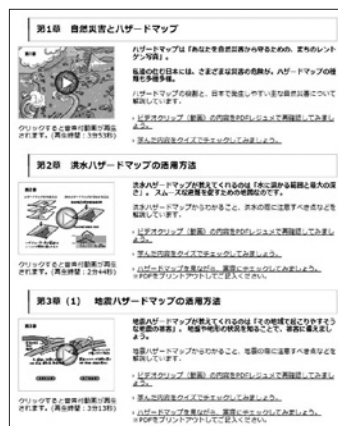 第1章 自然災害とハザードマップ
ハザードマップは「あなたを自然災害から守るための、まちのレント
ゲン写真」。
私達の住む日本には、さまざまな災害の危険が。ハザードマップの種
類も多種多様。
ハザードマップの役割と、日本で発生しやすい主な自然災害について
解説しています。
› ビデオクリップ(動画)の内容をPDFレジュメで再確認してみまし
ょう。
› 学んだ内容をクイズでチェックしてみましょう。
クリックすると音声付動画が再生
されます。(再生時間:3分53秒)
第2章 洪水ハザードマップの活用方法
洪水ハザードマップが教えてくれるのは「水に浸かる範囲と最大の深
さ」。スムーズな避難を促すための地図なのです。
洪水ハザードマップからわかること、洪水の際に注意すべき点などを
解説しています。
› ビデオクリップ(動画)の内容をPDFレジュメで再確認してみまし
ょう。
› 学んだ内容をクイズでチェックしてみましょう。
› ハザードマップを見ながら、実際にチェックしてみましょう。
※PDFをプリントアウトしてご記入ください。
クリックすると音声付動画が再生
されます。(再生時間:2分44秒)
第3章(1) 地震ハザードマップの活用方法
地震ハザードマップが教えてくれるのは「その地域で起こりやすそう
な地震の被害」。地盤や地形の状況を知ることで、被害に備えまし
ょう。
地震ハザードマップからわかること、地震の際に注意すべき点などを
解説しています。
› ビデオクリップ(動画)の内容をPDFレジュメで再確認してみまし
ょう。
› 学んだ内容をクイズでチェックしてみましょう。
› ハザードマップを見ながら、実際にチェックしてみましょう。
※PDFをプリントアウトしてご記入ください。
クリックすると音声付動画が再生
されます。(再生時間:3分13秒)